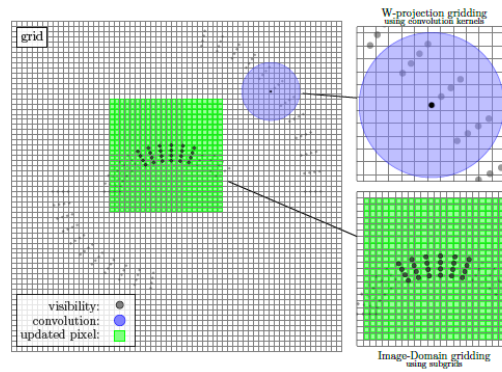 W-projection gridding
using convolution kernels
grid
visibility:
convolution:
updated pixel:
Image-Domain gridding
using subgrids